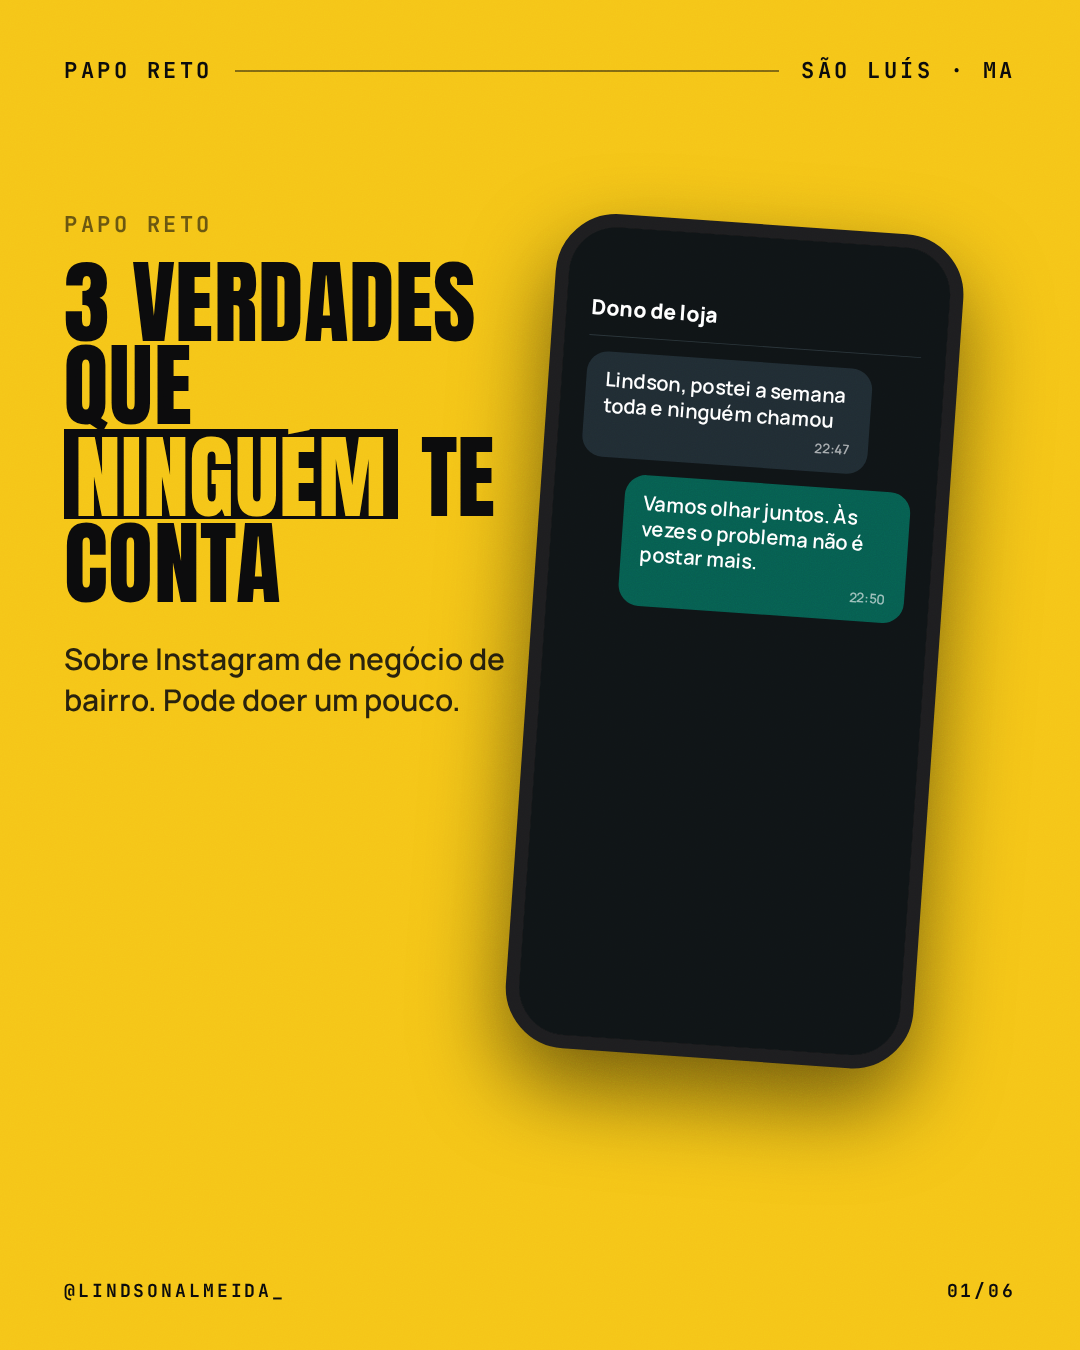 PAPO RETO
SÃO LUÍS · MA
PAPO RETO
3 VERDADES
QUE
NINGUÉM TE
CONTA
Sobre Instagram de negócio de
bairro. Pode doer um pouco.
Dono de loja
Lindson, postei a semana
toda e ninguém chamou
22:47
Vamos olhar juntos. Às
vezes o problema não é
postar mais.
22:50
@LINDSONALMEIDA_
01/06